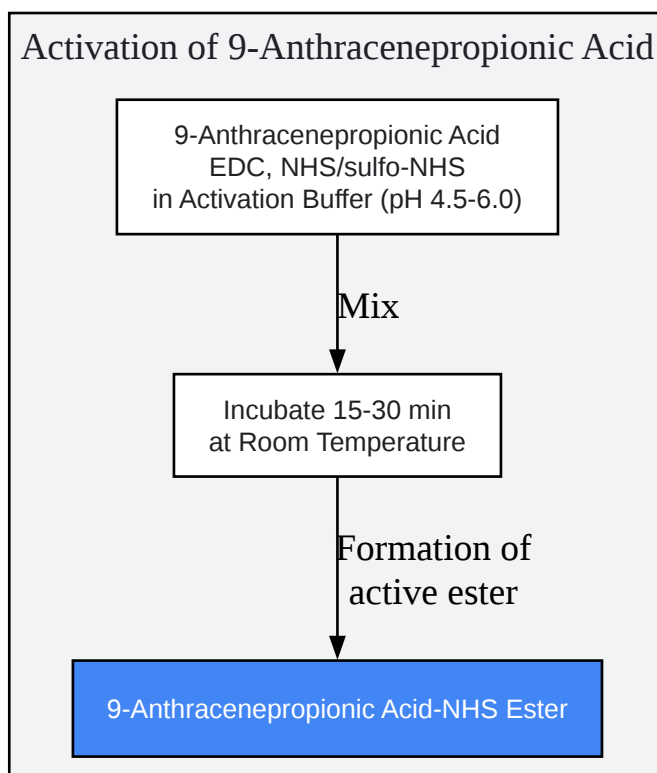 Activation of 9-Anthracenepropionic Acid
9-Anthracenepropionic Acid
EDC, NHS/sulfo-NHS
in Activation Buffer (pH 4.5-6.0)
Mix
Incubate 15-30 min
at Room Temperature
Formation of
active ester
9-Anthracenepropionic Acid-NHS Ester